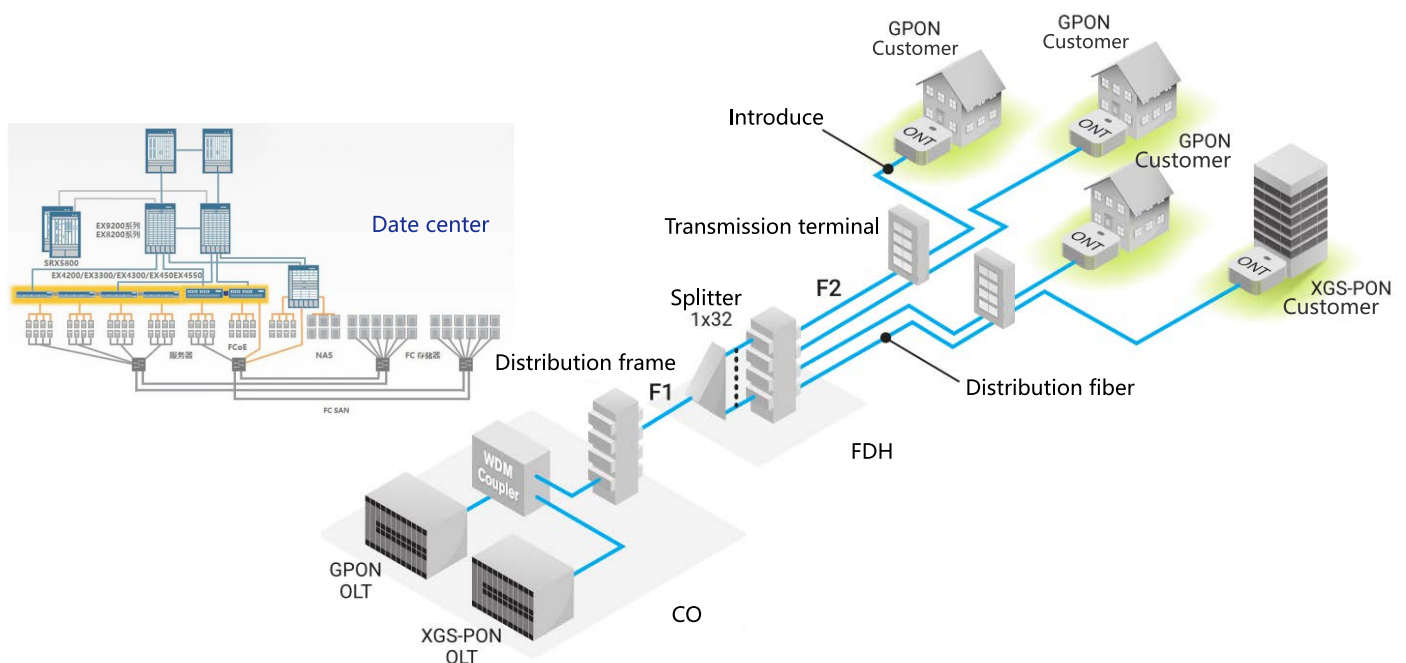 GPON
Customer
GPON
Customer
Introduce
ONT
ONT
GPON
Customer
Date center
EX9200系列
EX8200系列
SRX5800
EX4200/EX3300/EX4300/EX450EX4550
Transmission terminal
ONT
ONT
XGS-PON
Customer
F2
Splitter
1x32
服务器
FCoE
NAS
FC 存储器
FC SAN
Distribution frame
F1
Distribution fiber
FDH
WDM
Coupler
GPON
OLT
XGS-PON
OLT
CO